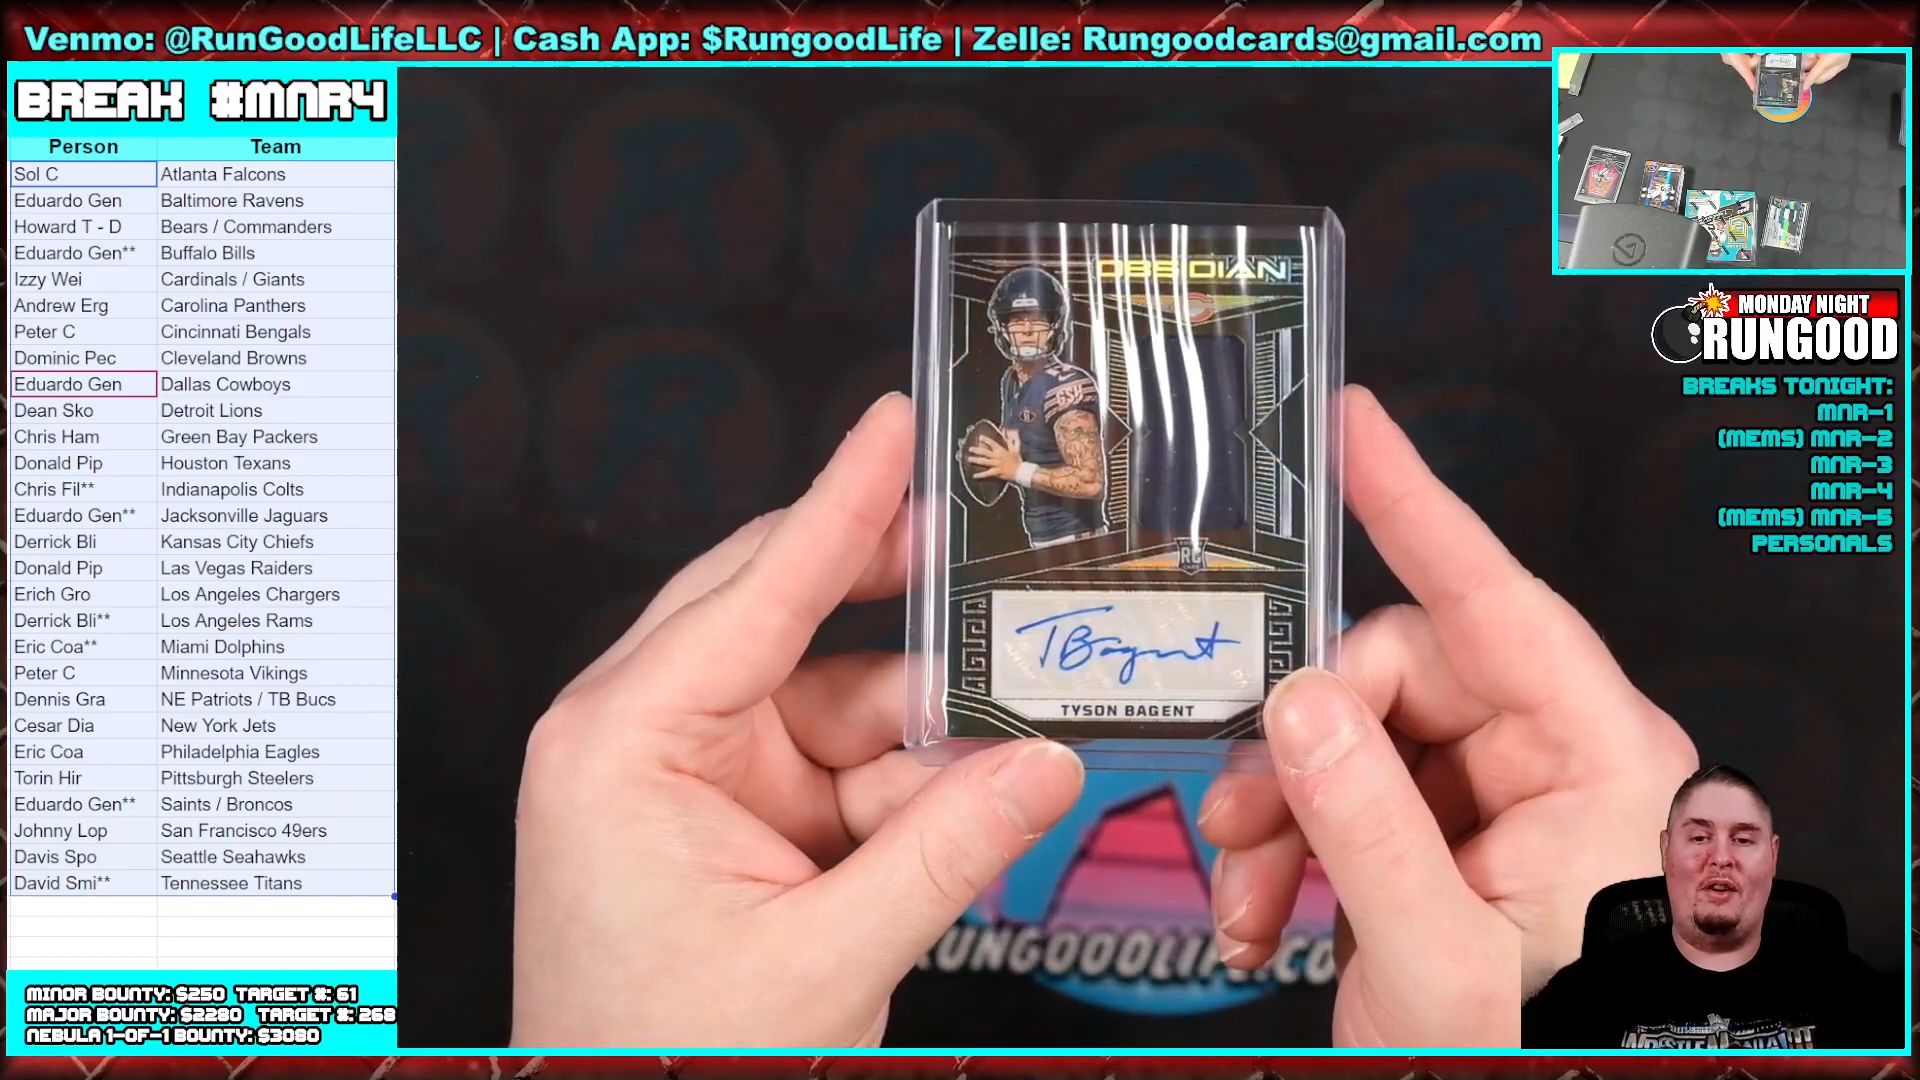 Venmo: @RunGoodLifeLLC | Cash App: $RungoodLife | Zelle: Rungoodcards@gmail.com
BREAK #MNR4
Person Team
Sol C Atlanta Falcons
Eduardo Gen Baltimore Ravens
Howard T - D Bears / Commanders
Eduardo Gen** Buffalo Bills
Izzy Wei Cardinals / Giants
Andrew Erg Carolina Panthers
Peter C Cincinnati Bengals
Dominic Pec Cleveland Browns
Eduardo Gen Dallas Cowboys
Dean Sko Detroit Lions
Chris Ham Green Bay Packers
Donald Pip Houston Texans
Chris Fil** Indianapolis Colts
Eduardo Gen** Jacksonville Jaguars
Derrick Bli Kansas City Chiefs
Donald Pip Las Vegas Raiders
Erich Gro Los Angeles Chargers
Derrick Bli** Los Angeles Rams
Eric Coa** Miami Dolphins
Peter C Minnesota Vikings
Dennis Gra NE Patriots / TB Bucs
Cesar Dia New York Jets
Eric Coa Philadelphia Eagles
Torin Hir Pittsburgh Steelers
Eduardo Gen** Saints / Broncos
Johnny Lop San Francisco 49ers
Davis Spo Seattle Seahawks
David Smi** Tennessee Titans
MINOR BOUNTY: $250 TARGET #: 61
MAJOR BOUNTY: $2280 TARGET #: 268
NEBULA 1-OF-1 BOUNTY: $3080
OBSIDIAN
GSH
RC
TBagent
TYSON BAGENT
RUNGOODLIFE.CO
MONDAY NIGHT
RUNGOOD
BREAKS TONIGHT:
MNR-1
(MEMS) MNR-2
MNR-3
MNR-4
(MEMS) MNR-5
PERSONALS
WRESTLEMANIA